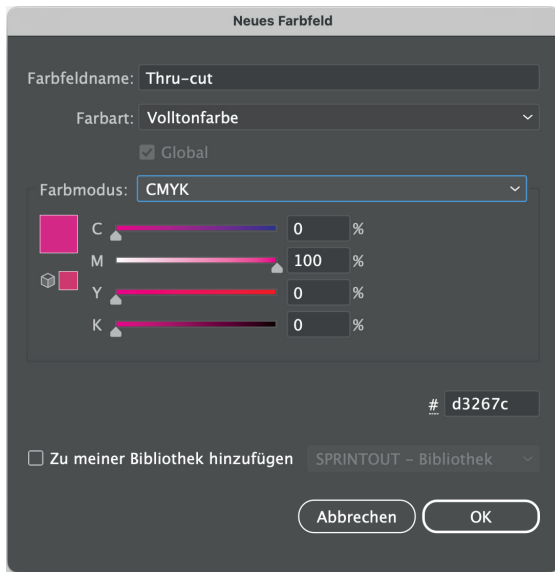 Neues Farbfeld
Farbfeldname: Thru-cut
Farbart: Volltonfarbe
Global
Farbmodus: CMYK
C 0 %
M 100 %
Y 0 %
K 0 %
# d3267c
Zu meiner Bibliothek hinzufügen SPRINTOUT – Bibliothek
Abbrechen OK